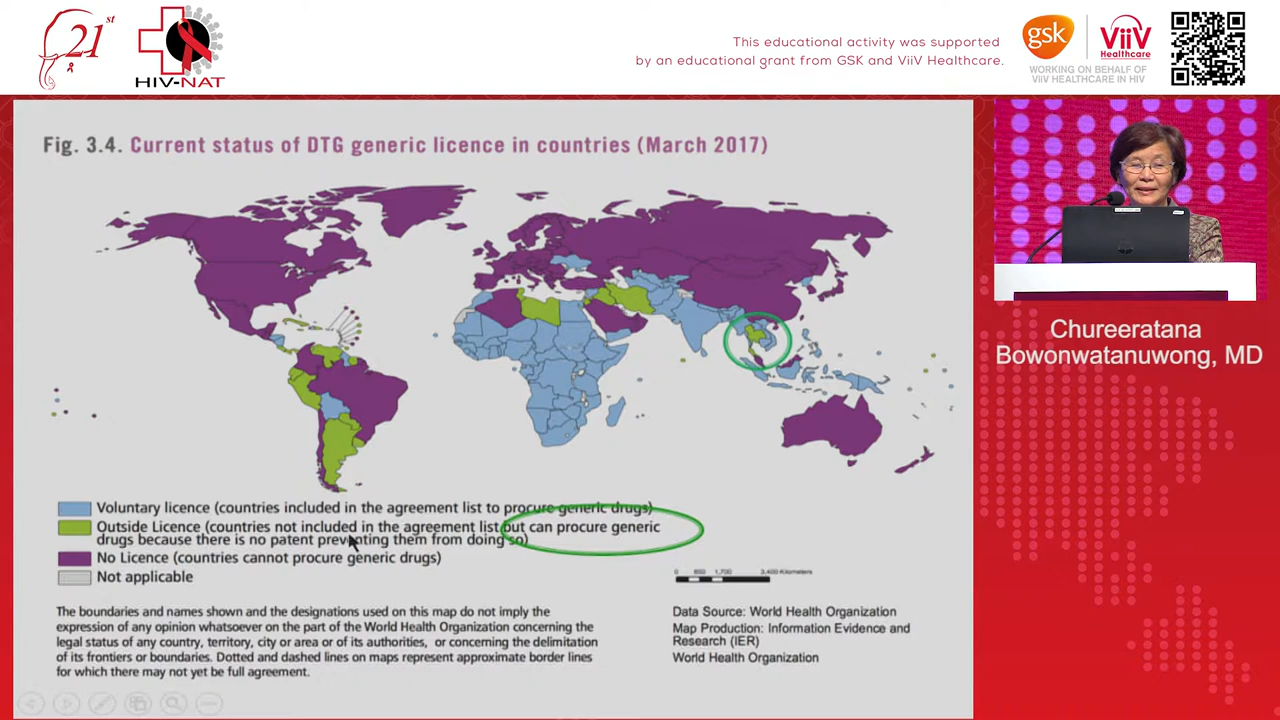 21st
HIV-NAT
This educational activity was supported
by an educational grant from GSK and ViiV Healthcare.
gsk
ViiV
Healthcare
WORKING ON BEHALF OF
VIIV HEALTHCARE IN HIV
Fig. 3.4. Current status of DTG generic licence in countries (March 2017)
Voluntary licence (countries included in the agreement list to procure generic drugs)
Outside Licence (countries not included in the agreement list but can procure generic
drugs because there is no patent preventing them from doing so)
No Licence (countries cannot procure generic drugs)
Not applicable
0 850 1,700 3,400 Kilometers
The boundaries and names shown and the designations used on this map do not imply the
expression of any opinion whatsoever on the part of the World Health Organization concerning the
legal status of any country, territory, city or area or of its authorities, or concerning the delimitation
of its frontiers or boundaries. Dotted and dashed lines on maps represent approximate border lines
for which there may not yet be full agreement.
Data Source: World Health Organization
Map Production: Information Evidence and
Research (IER)
World Health Organization
Chureeratana
Bowonwatanuwong, MD